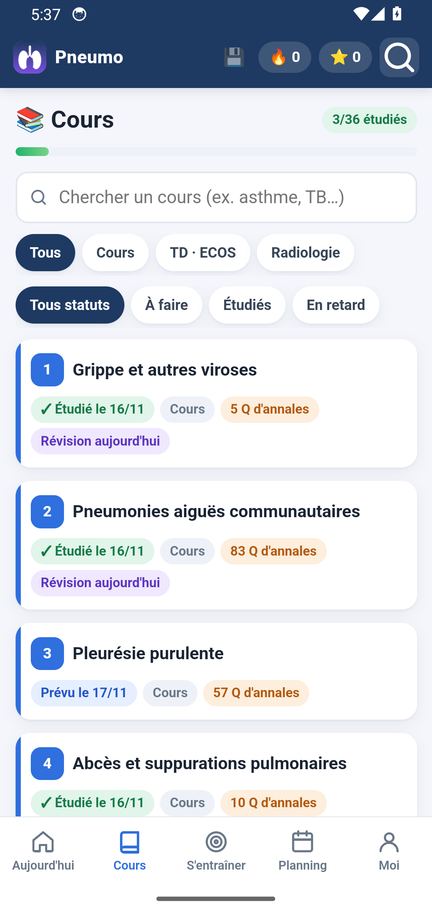 5:37
Pneumo
🔥 0
⭐ 0
📚 Cours
3/36 étudiés
Chercher un cours (ex. asthme, TB…)
Tous
Cours
TD · ECOS
Radiologie
Tous statuts
À faire
Étudiés
En retard
1 Grippe et autres viroses
✓ Étudié le 16/11 Cours 5 Q d'annales
Révision aujourd'hui
2 Pneumonies aiguës communautaires
✓ Étudié le 16/11 Cours 83 Q d'annales
Révision aujourd'hui
3 Pleurésie purulente
Prévu le 17/11 Cours 57 Q d'annales
4 Abcès et suppurations pulmonaires
✓ Étudié le 16/11 Cours 10 Q d'annales
Aujourd'hui
Cours
S'entraîner
Planning
Moi